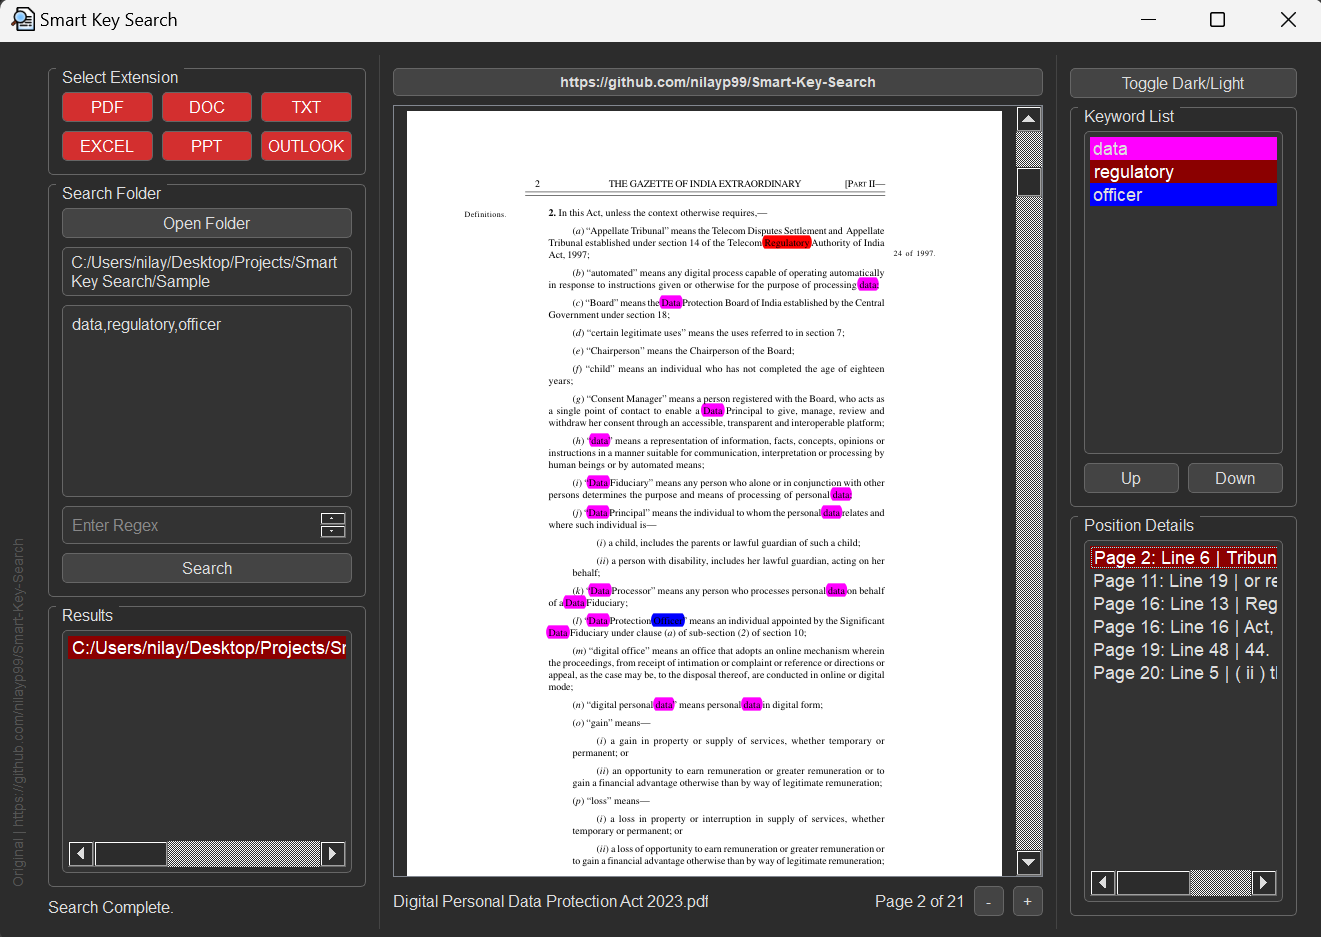 Smart Key Search
Select Extension
PDF DOC TXT
EXCEL PPT OUTLOOK
Search Folder
Open Folder
C:/Users/nilay/Desktop/Projects/Smart
Key Search/Sample
data,regulatory,officer
Enter Regex
Search
Results
C:/Users/nilay/Desktop/Projects/Sr
Search Complete.
Original | https://github.com/nilayp99/Smart-Key-Search
https://github.com/nilayp99/Smart-Key-Search
2 THE GAZETTE OF INDIA EXTRAORDINARY [PART II—
Definitions.
2. In this Act, unless the context otherwise requires,—
(a) “Appellate Tribunal” means the Telecom Disputes Settlement and Appellate
Tribunal established under section 14 of the Telecom Regulatory Authority of India
Act, 1997;
24 of 1997.
(b) “automated” means any digital process capable of operating automatically
in response to instructions given or otherwise for the purpose of processing data;
(c) “Board” means the Data Protection Board of India established by the Central
Government under section 18;
(d) “certain legitimate uses” means the uses referred to in section 7;
(e) “Chairperson” means the Chairperson of the Board;
(f) “child” means an individual who has not completed the age of eighteen
years;
(g) “Consent Manager” means a person registered with the Board, who acts as
a single point of contact to enable a Data Principal to give, manage, review and
withdraw her consent through an accessible, transparent and interoperable platform;
(h) “data” means a representation of information, facts, concepts, opinions or
instructions in a manner suitable for communication, interpretation or processing by
human beings or by automated means;
(i) “Data Fiduciary” means any person who alone or in conjunction with other
persons determines the purpose and means of processing of personal data;
(j) “Data Principal” means the individual to whom the personal data relates and
where such individual is—
(i) a child, includes the parents or lawful guardian of such a child;
(ii) a person with disability, includes her lawful guardian, acting on her
behalf;
(k) “Data Processor” means any person who processes personal data on behalf
of a Data Fiduciary;
(l) “Data Protection Officer” means an individual appointed by the Significant
Data Fiduciary under clause (a) of sub-section (2) of section 10;
(m) “digital office” means an office that adopts an online mechanism wherein
the proceedings, from receipt of intimation or complaint or reference or directions or
appeal, as the case may be, to the disposal thereof, are conducted in online or digital
mode;
(n) “digital personal data” means personal data in digital form;
(o) “gain” means—
(i) a gain in property or supply of services, whether temporary or
permanent; or
(ii) an opportunity to earn remuneration or greater remuneration or to
gain a financial advantage otherwise than by way of legitimate remuneration;
(p) “loss” means—
(i) a loss in property or interruption in supply of services, whether
temporary or permanent; or
(ii) a loss of opportunity to earn remuneration or greater remuneration or
to gain a financial advantage otherwise than by way of legitimate remuneration;
Digital Personal Data Protection Act 2023.pdf
Page 2 of 21 - +
Toggle Dark/Light
Keyword List
data
regulatory
officer
Up Down
Position Details
Page 2: Line 6 | Tribun
Page 11: Line 19 | or re
Page 16: Line 13 | Reg
Page 16: Line 16 | Act,
Page 19: Line 48 | 44.
Page 20: Line 5 | ( ii ) tl